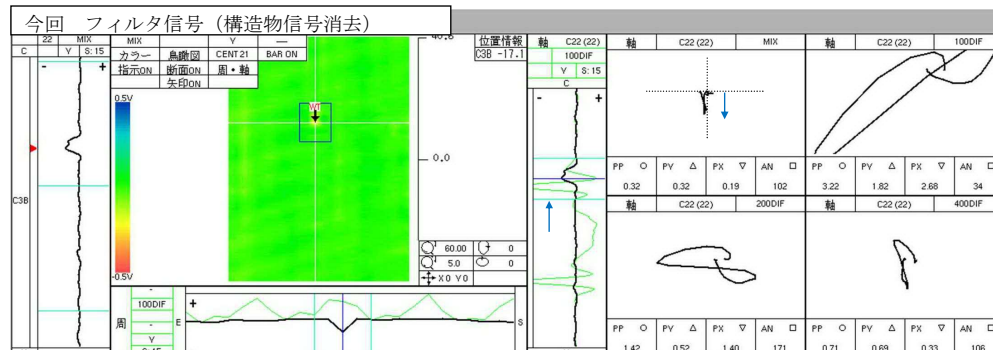 今回 フィルタ信号（構造物信号消去）
22 MIX
C Y S:15
- +
C3B
MIX Y —
カラー 鳥瞰図 CENT21 BAR ON
指示ON 断面ON 周・軸
矢印ON
0.5V
-0.5V
WT
40.6
0.0
位置情報
C3B -17.1
60.00 0
5.0 0
X0 Y0
軸 C22 (22)
100DIF
Y S:15
C
- +
軸 C22 (22) MIX
PP ○ PY △ PX ▽ AN □
0.32 0.32 0.19 102
軸 C22 (22) 100DIF
PP ○ PY △ PX ▽ AN □
3.22 1.82 2.68 34
軸 C22 (22) 200DIF
PP ○ PY △ PX ▽ AN □
1.42 0.52 1.40 171
軸 C22 (22) 400DIF
PP ○ PY △ PX ▽ AN □
0.71 0.69 0.33 106
周
-
100DIF
-
Y
S:15
+
E S